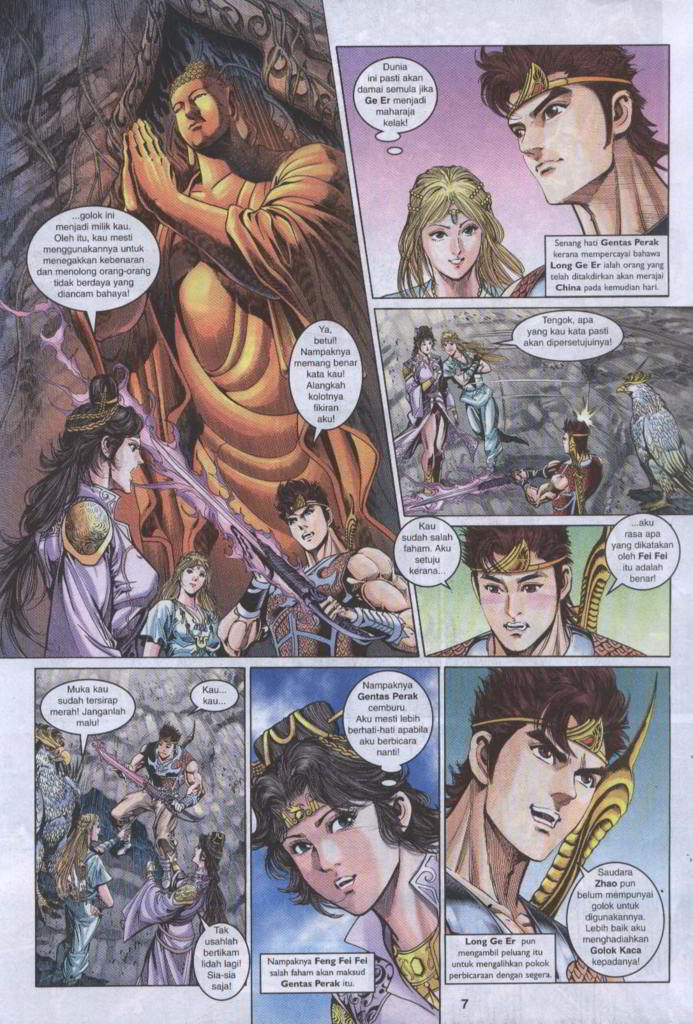 ...golok ini
menjadi milik kau.
Oleh itu, kau mesti
menggunakannya untuk
menegakkan kebenaran
dan menolong orang-orang
tidak berdaya yang
diancam bahaya!
Ya,
betul!
Nampaknya
memang benar
kata kau!
Alangkah
kolotnya
fikiran
aku!
Dunia
ini pasti akan
damai semula jika
Ge Er menjadi
maharaja
kelak!
Senang hati Gentas Perak
kerana mempercayai bahawa
Long Ge Er ialah orang yang
telah ditakdirkan akan merajai
China pada kemudian hari.
Tengok, apa
yang kau kata pasti
akan dipersetujuinya!
Kau
sudah salah
faham. Aku
setuju
kerana...
...aku
rasa apa
yang dikatakan
oleh Fei Fei
itu adalah
benar!
Muka kau
sudah tersirap
merah! Janganlah
malu!
Kau...
kau...
Tak
usahlah
bertikam
lidah lagi!
Sia-sia
saja!
Nampaknya
Gentas Perak
cemburu.
Aku mesti lebih
berhati-hati apabila
aku berbicara
nanti!
Nampaknya Feng Fei Fei
salah faham akan maksud
Gentas Perak itu.
Long Ge Er pun
mengambil peluang itu
untuk mengalihkan pokok
perbicaraan dengan segera.
Saudara
Zhao pun
belum mempunyai
golok untuk
digunakannya.
Lebih baik aku
menghadiahkan
Golok Kaca
kepadanya!
7